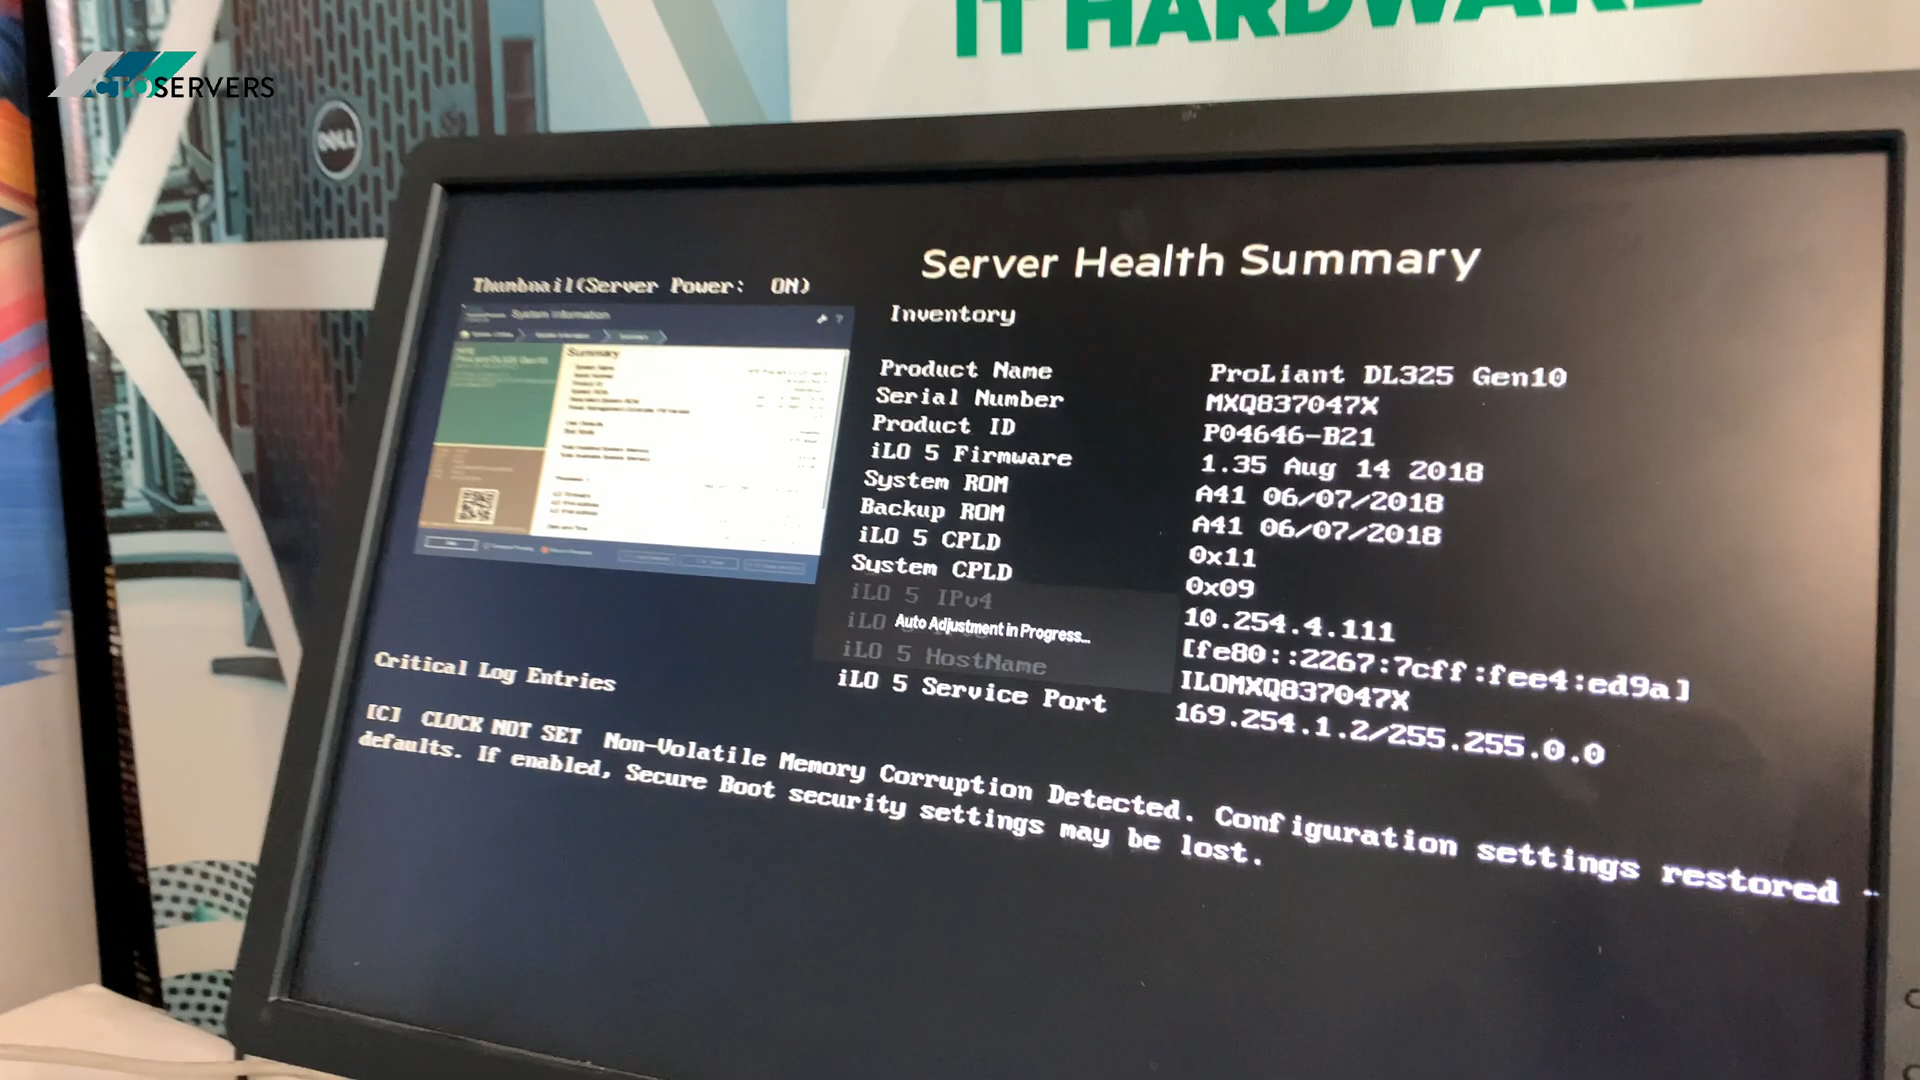 IT HARDWARE
CTOSERVERS
DELL
Server Health Summary
Thumbnail(Server Power: ON)
System Information
Summary
Inventory
Product Name ProLiant DL325 Gen10
Serial Number MXQ837047X
Product ID P04646-B21
iLO 5 Firmware 1.35 Aug 14 2018
System ROM A41 06/07/2018
Backup ROM A41 06/07/2018
iLO 5 CPLD 0x11
System CPLD 0x09
iLO 5 IPv4 10.254.4.111
iLO [fe80::2267:7cff:fee4:ed9a]
Auto Adjustment in Progress...
iLO 5 HostName ILOMXQ837047X
iLO 5 Service Port 169.254.1.2/255.255.0.0
Critical Log Entries
[C] CLOCK NOT SET Non-Volatile Memory Corruption Detected. Configuration settings restored
defaults. If enabled, Secure Boot security settings may be lost.